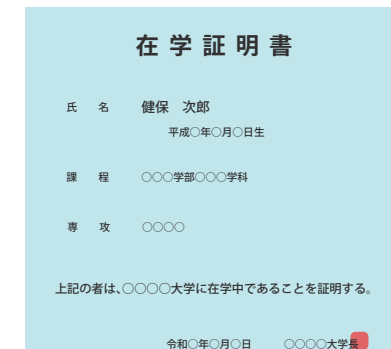 在学証明書
氏 名 健保 次郎
平成○年○月○日生
課 程 ○○○学部○○○学科
専 攻 ○○○○
上記の者は、○○○○大学に在学中であることを証明する。
令和○年○月○日 ○○○○大学長